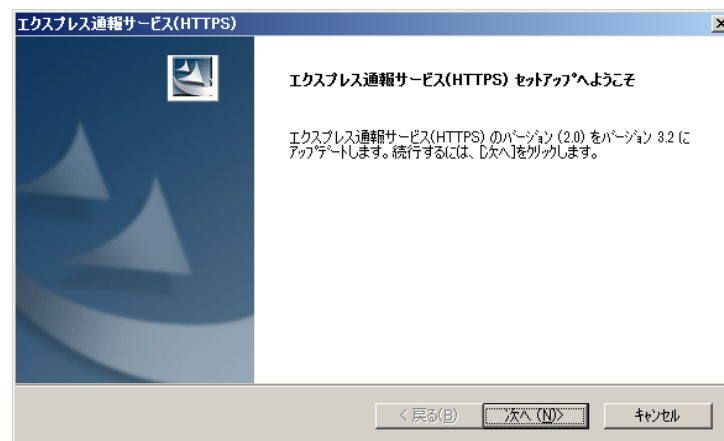 エクスプレス通報サービス(HTTPS)
エクスプレス通報サービス(HTTPS) ｾｯﾄｱｯﾌﾟへようこそ
エクスプレス通報サービス(HTTPS) のﾊﾞｰｼﾞｮﾝ (2.0) をﾊﾞｰｼﾞｮﾝ 3.2 に
ｱｯﾌﾟﾃﾞｰﾄします。続行するには、[次へ]をｸﾘｯｸします。
< 戻る(B)
次へ (N)>
ｷｬﾝｾﾙ